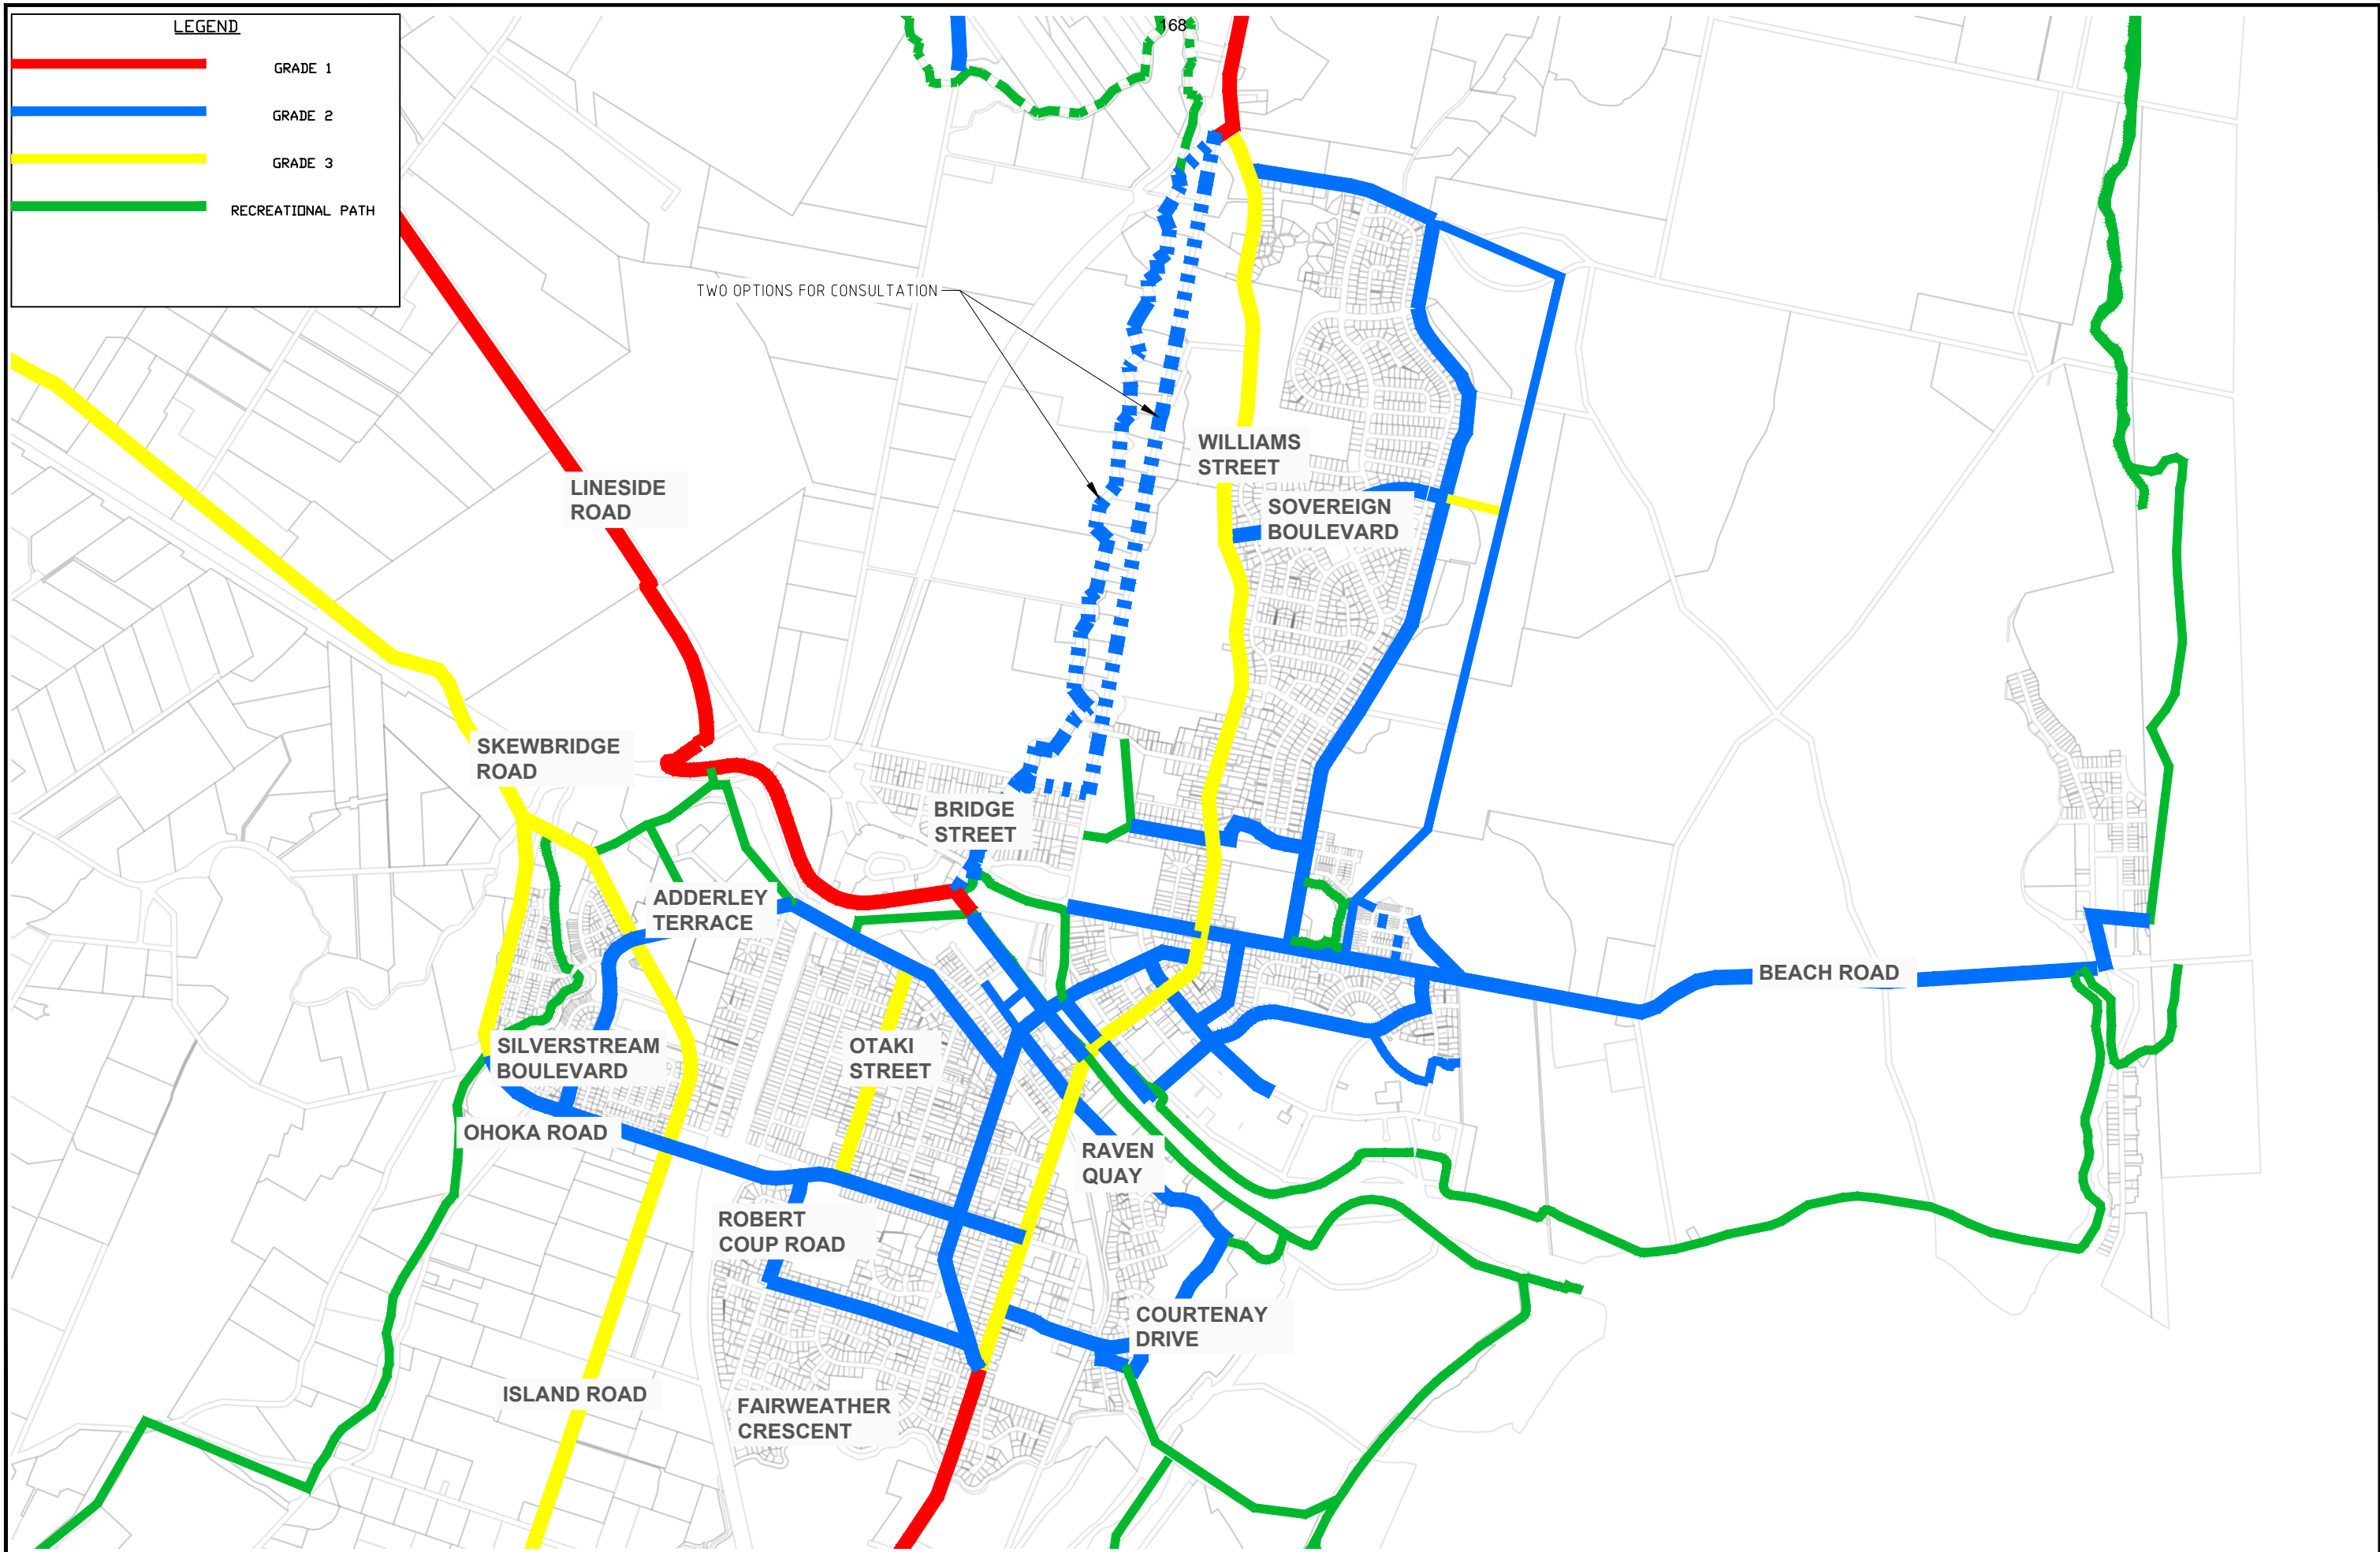 168
LEGEND
GRADE 1
GRADE 2
GRADE 3
RECREATIONAL PATH
TWO OPTIONS FOR CONSULTATION
WILLIAMS
STREET
LINESIDE
ROAD
SOVEREIGN
BOULEVARD
SKEWBRIDGE
ROAD
BRIDGE
STREET
ADDERLEY
TERRACE
BEACH ROAD
SILVERSTREAM
BOULEVARD
OTAKI
STREET
OHOKA ROAD
RAVEN
QUAY
ROBERT
COUP ROAD
COURTENAY
DRIVE
ISLAND ROAD
FAIRWEATHER
CRESCENT